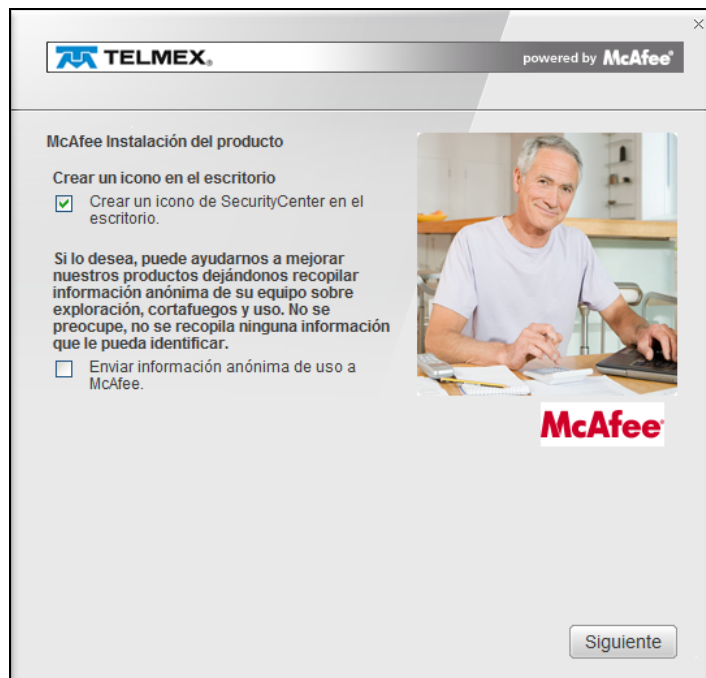 TELMEX®
powered by McAfee®
McAfee Instalación del producto
Crear un icono en el escritorio
Crear un icono de SecurityCenter en el
escritorio.
Si lo desea, puede ayudarnos a mejorar
nuestros productos dejándonos recopilar
información anónima de su equipo sobre
exploración, cortafuegos y uso. No se
preocupe, no se recopila ninguna información
que le pueda identificar.
Enviar información anónima de uso a
McAfee.
McAfee®
Siguiente